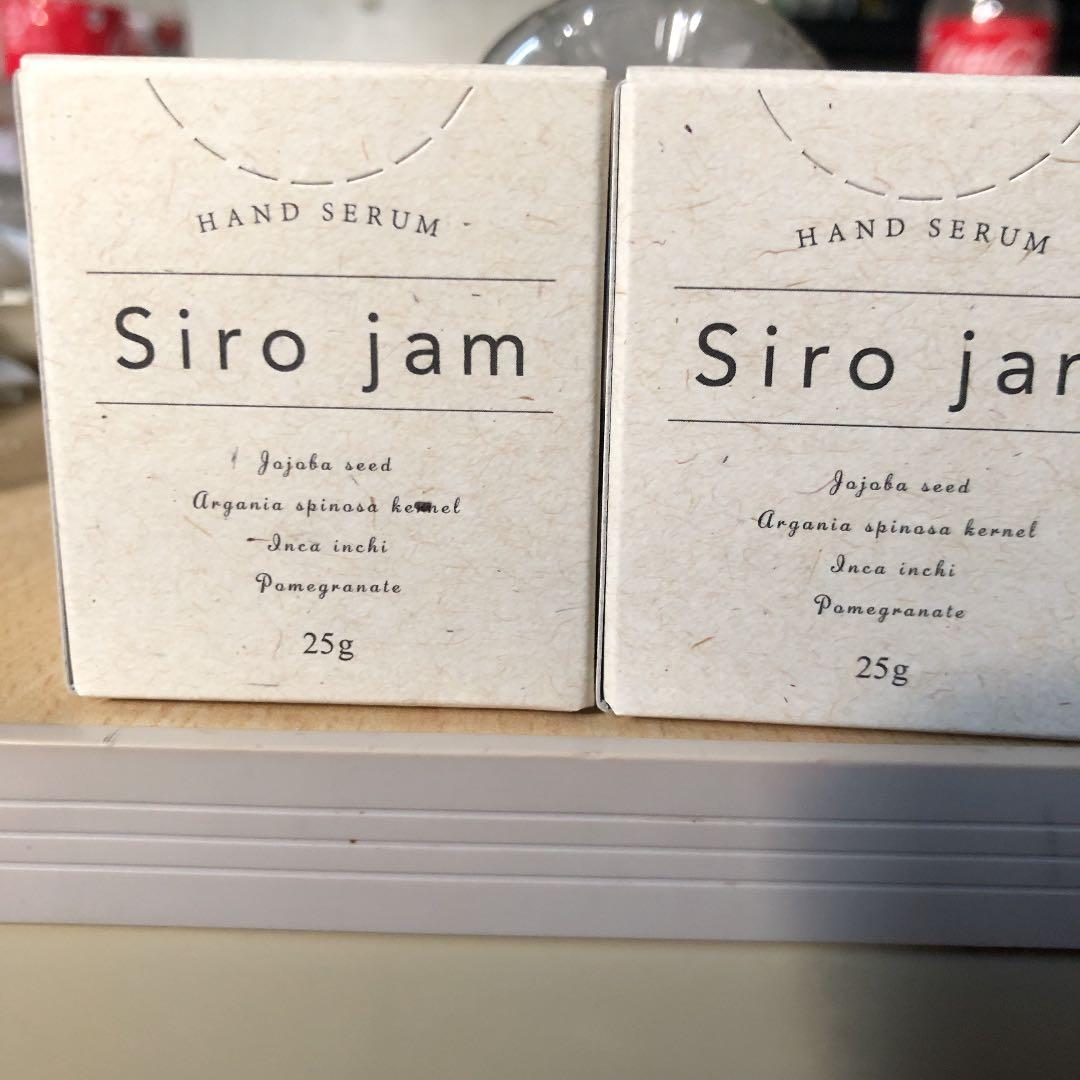 HAND SERUM
Siro jam
Jojoba seed
Argania spinosa kernel
Inca inchi
Pomegranate
25g
HAND SERUM
Siro
Jojoba seed
Argania spinosa kernel
Inca inchi
Pomegranate
25g